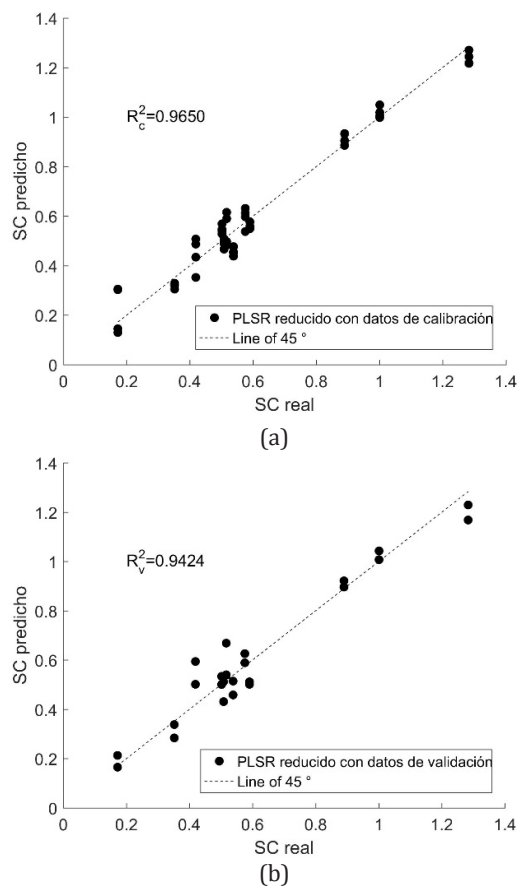 1.4
1.2
1
0.8
0.6
0.4
0.2
0
SC predicho
R²c=0.9650
PLSR reducido con datos de calibración
Line of 45 °
0 0.2 0.4 0.6 0.8 1 1.2 1.4
SC real
(a)
1.4
1.2
1
0.8
0.6
0.4
0.2
0
SC predicho
R²v=0.9424
PLSR reducido con datos de validación
Line of 45 °
0 0.2 0.4 0.6 0.8 1 1.2 1.4
SC real
(b)